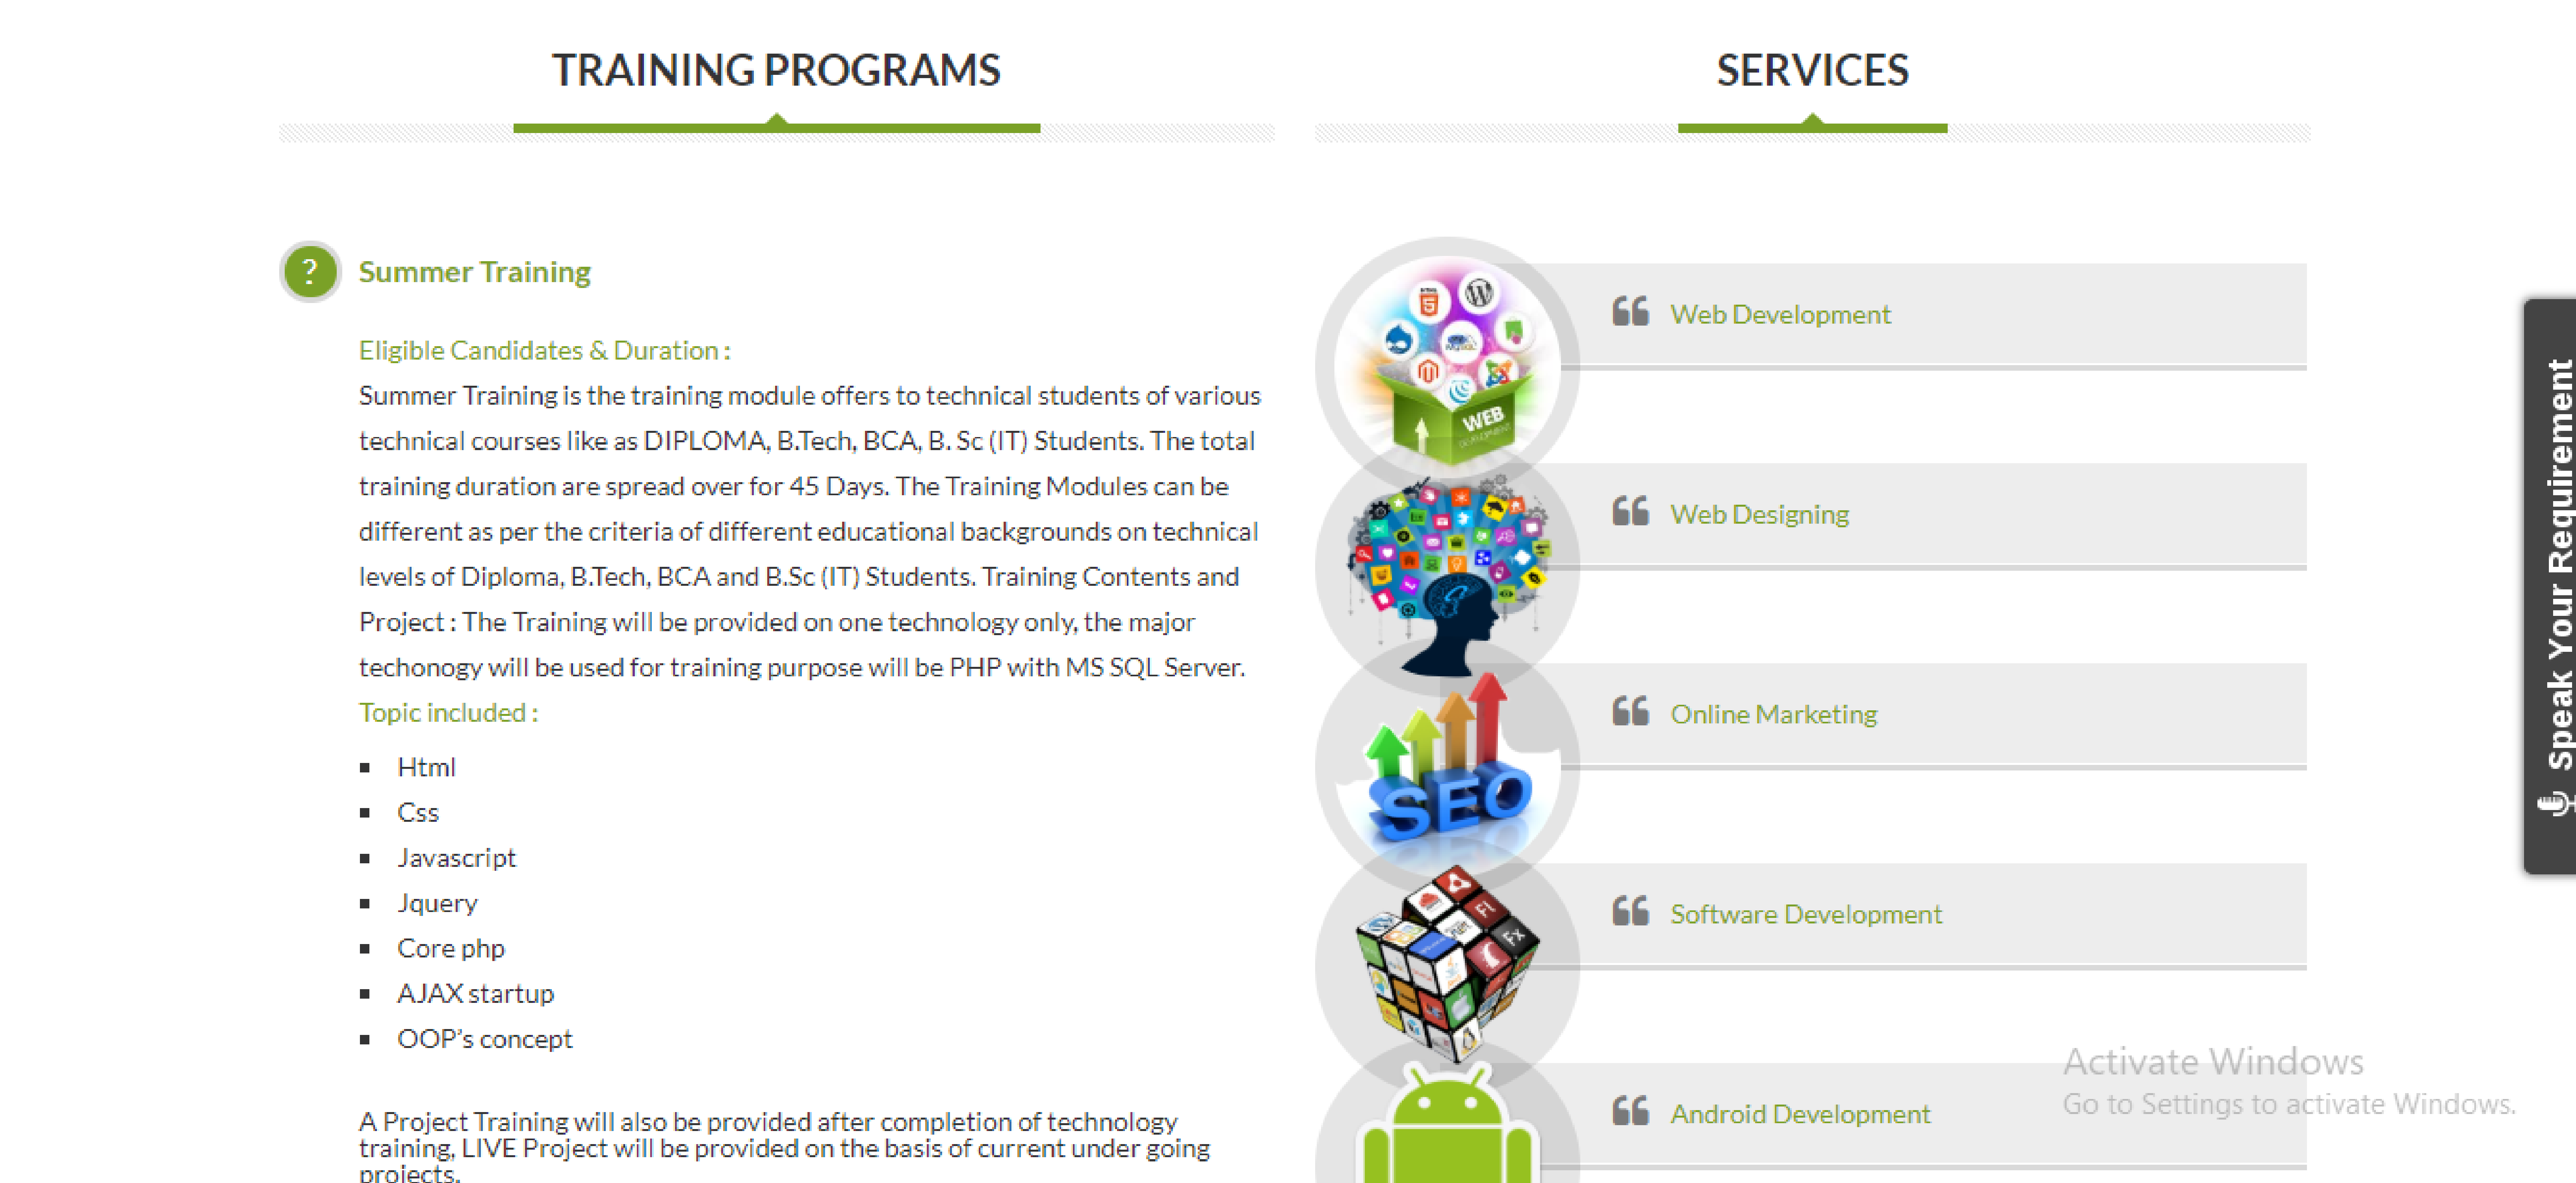 TRAINING PROGRAMS
?
Summer Training
Eligible Candidates & Duration :
Summer Training is the training module offers to technical students of various
technical courses like as DIPLOMA, B.Tech, BCA, B. Sc (IT) Students. The total
training duration are spread over for 45 Days. The Training Modules can be
different as per the criteria of different educational backgrounds on technical
levels of Diploma, B.Tech, BCA and B.Sc (IT) Students. Training Contents and
Project : The Training will be provided on one technology only, the major
techonogy will be used for training purpose will be PHP with MS SQL Server.
Topic included :
Html
Css
Javascript
Jquery
Core php
AJAX startup
OOP’s concept
A Project Training will also be provided after completion of technology
training, LIVE Project will be provided on the basis of current under going
projects.
SERVICES
HTML
5
W
MySQL
WEB
DEVELOPMENT
Web Development
Web Designing
SEO
Online Marketing
Fx
Software Development
Android Development
Speak Your Requirement
Activate Windows
Go to Settings to activate Windows.